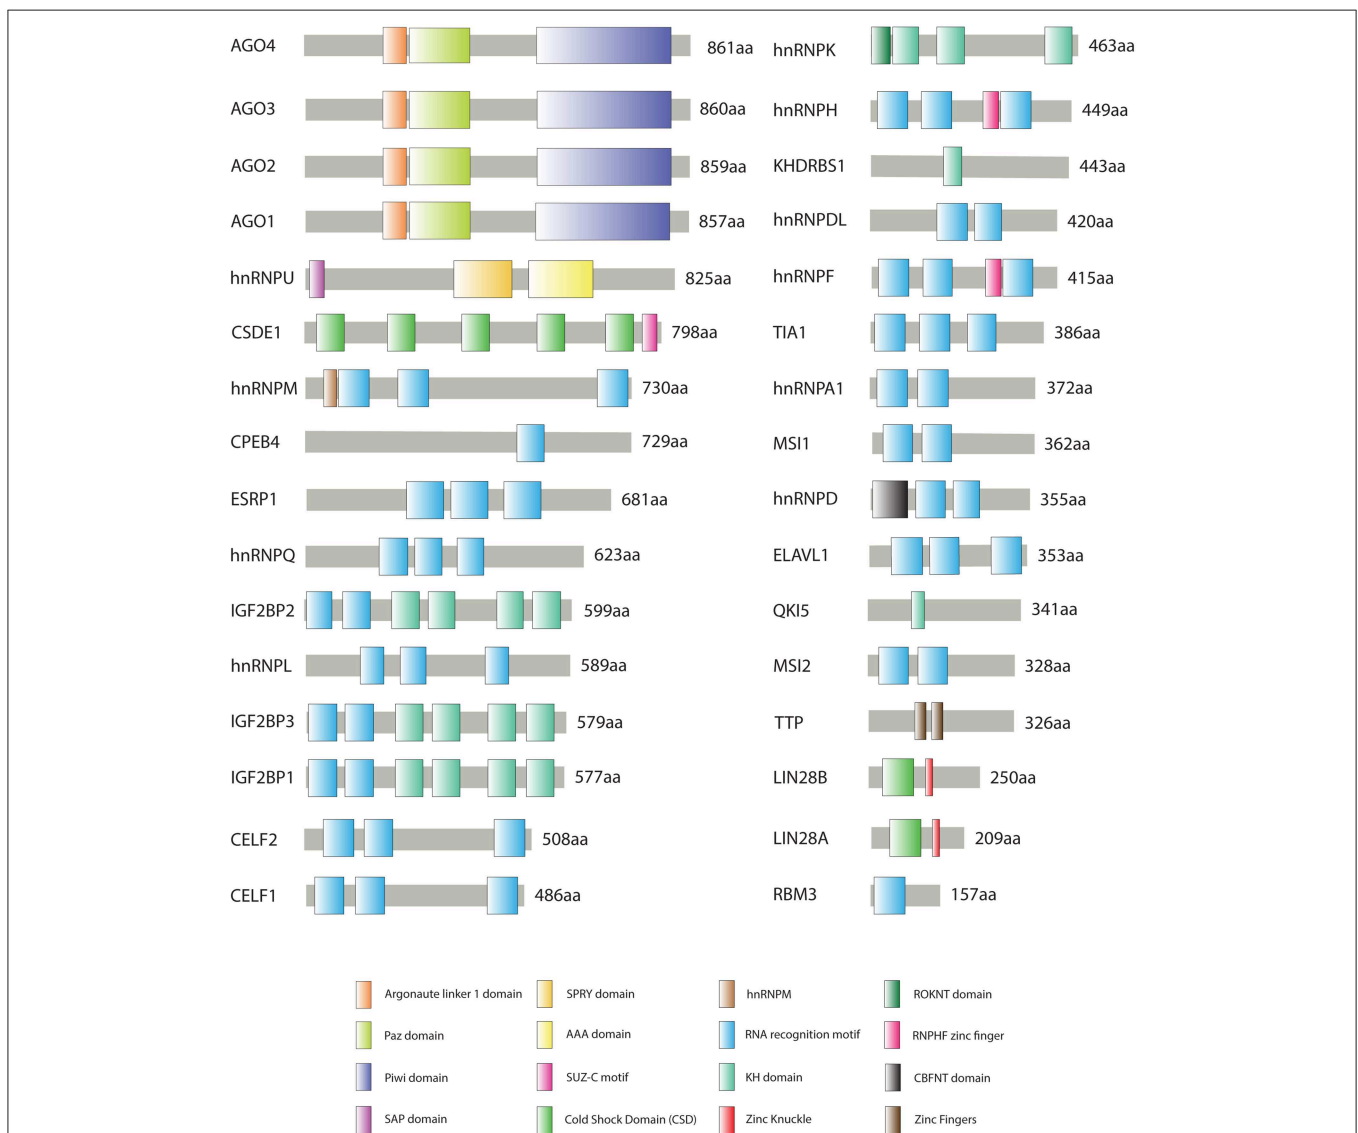 AGO4 861aa
AGO3 860aa
AGO2 859aa
AGO1 857aa
hnRNPU 825aa
CSDE1 798aa
hnRNPM 730aa
CPEB4 729aa
ESRP1 681aa
hnRNPQ 623aa
IGF2BP2 599aa
hnRNPL 589aa
IGF2BP3 579aa
IGF2BP1 577aa
CELF2 508aa
CELF1 486aa
hnRNPK 463aa
hnRNPH 449aa
KHDRBS1 443aa
hnRNPDL 420aa
hnRNPF 415aa
TIA1 386aa
hnRNPA1 372aa
MSI1 362aa
hnRNPD 355aa
ELAVL1 353aa
QKI5 341aa
MSI2 328aa
TTP 326aa
LIN28B 250aa
LIN28A 209aa
RBM3 157aa
Argonaute linker 1 domain
Paz domain
Piwi domain
SAP domain
SPRY domain
AAA domain
SUZ-C motif
Cold Shock Domain (CSD)
hnRNPM
RNA recognition motif
KH domain
Zinc Knuckle
ROKNT domain
RNPHF zinc finger
CBFNT domain
Zinc Fingers